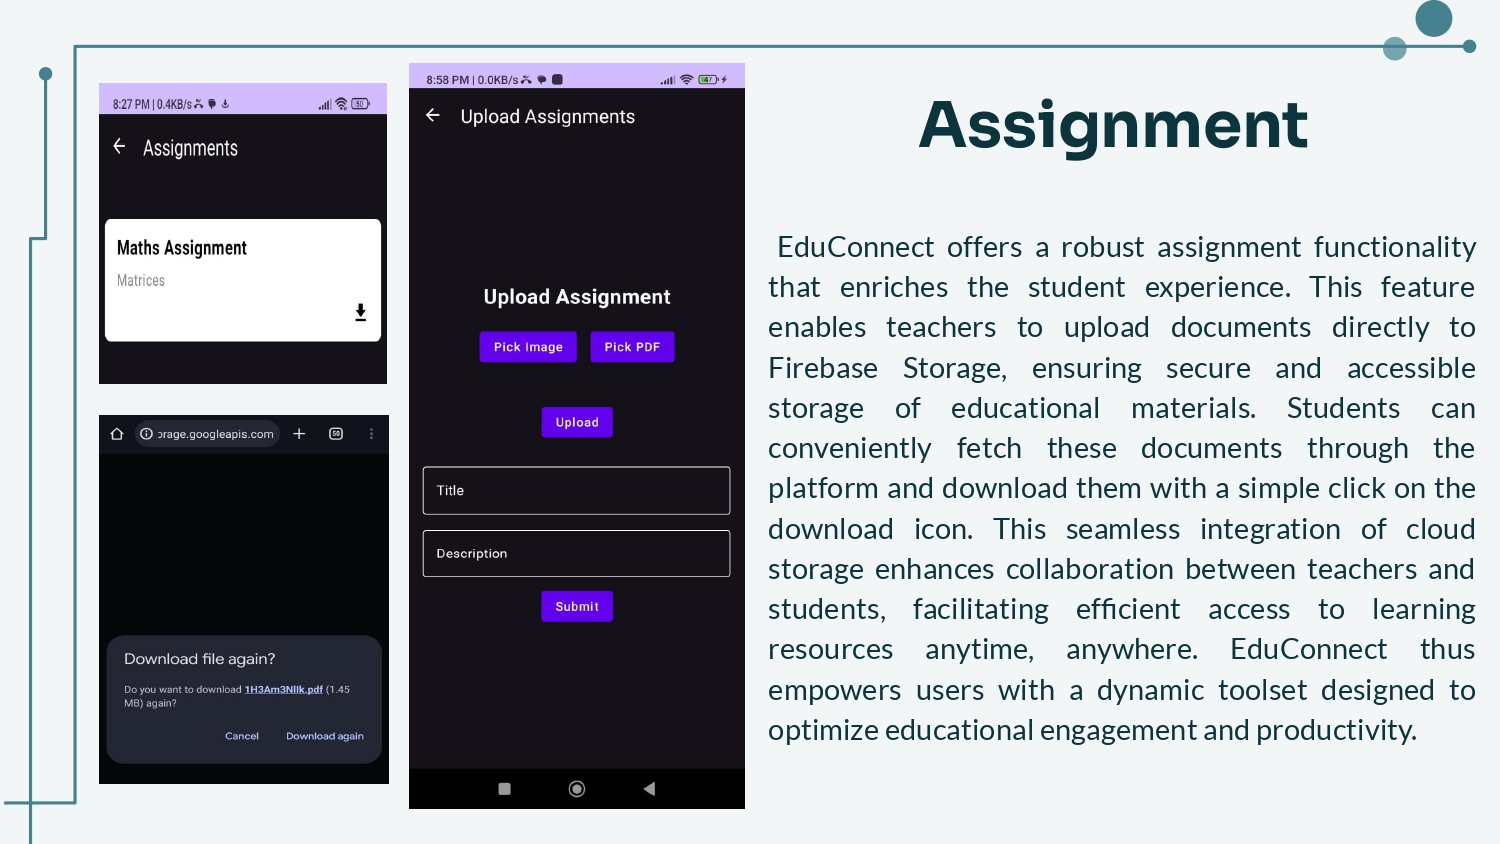 8:27 PM | 0.4KB/s
50
Assignments
Maths Assignment
Matrices
orage.googleapis.com
50
Download file again?
Do you want to download 1H3Am3NIlk.pdf (1.45
MB) again?
Cancel
Download again
8:58 PM | 0.0KB/s
47
Upload Assignments
Upload Assignment
Pick Image
Pick PDF
Upload
Title
Description
Submit
Assignment
EduConnect offers a robust assignment functionality
that enriches the student experience. This feature
enables teachers to upload documents directly to
Firebase Storage, ensuring secure and accessible
storage of educational materials. Students can
conveniently fetch these documents through the
platform and download them with a simple click on the
download icon. This seamless integration of cloud
storage enhances collaboration between teachers and
students, facilitating efficient access to learning
resources anytime, anywhere. EduConnect thus
empowers users with a dynamic toolset designed to
optimize educational engagement and productivity.